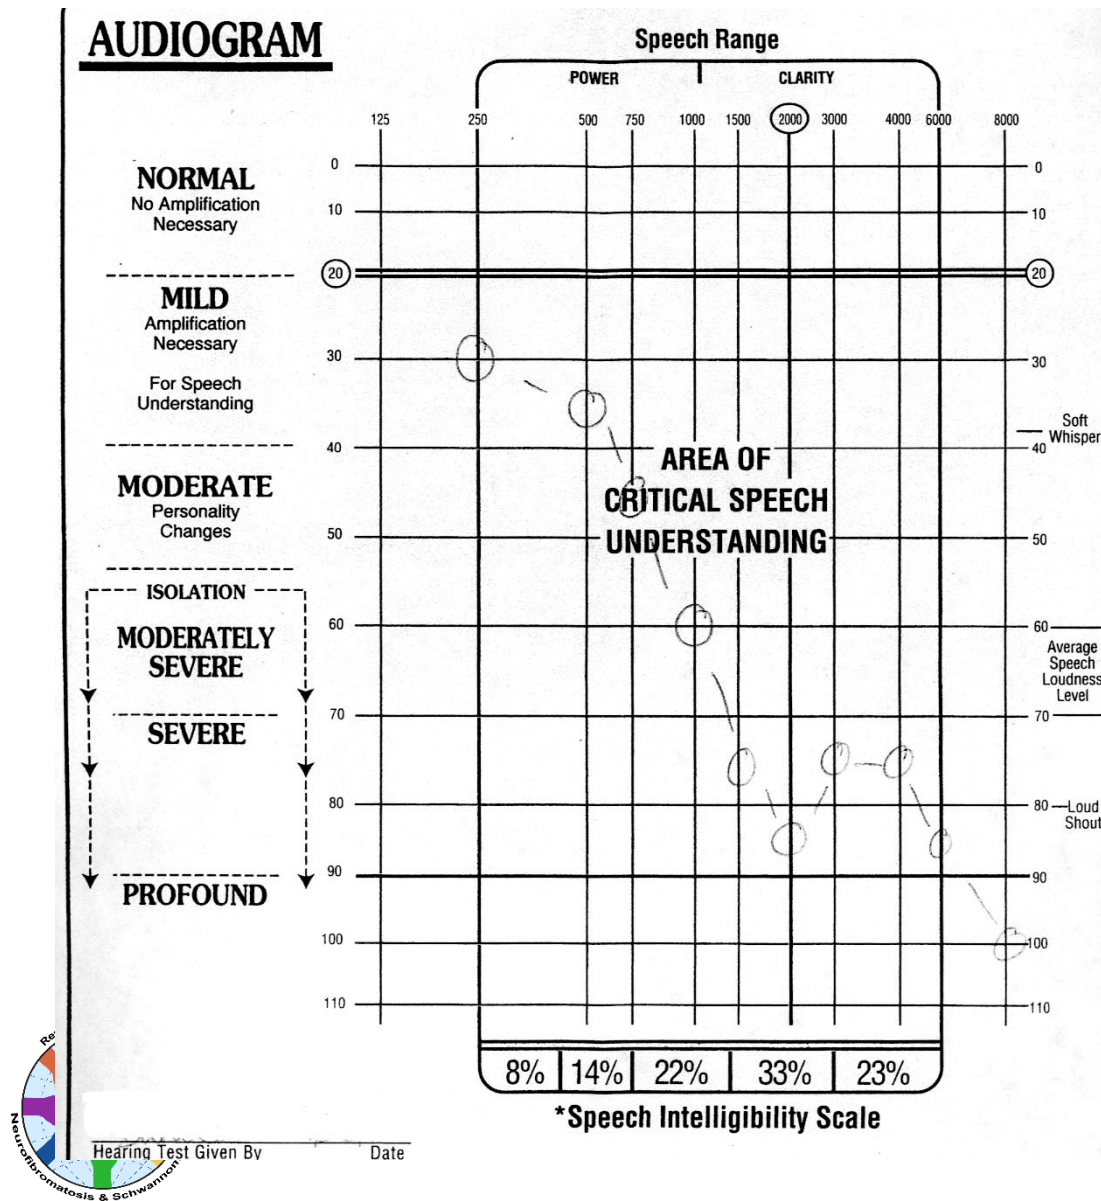 AUDIOGRAM
Speech Range
POWER
CLARITY
125 250 500 750 1000 1500 2000 3000 4000 6000 8000
NORMAL
No Amplification
Necessary
MILD
Amplification
Necessary
For Speech
Understanding
MODERATE
Personality
Changes
ISOLATION
MODERATELY
SEVERE
SEVERE
PROFOUND
0
10
20
30
40
50
60
70
80
90
100
110
AREA OF
CRITICAL SPEECH
UNDERSTANDING
0
10
20
30
Soft
Whisper
40
50
60
Average
Speech
Loudness
Level
70
80
Loud
Shout
90
100
110
8% 14% 22% 33% 23%
*Speech Intelligibility Scale
Hearing Test Given By Date
Neurofibromatosis & Schwannom